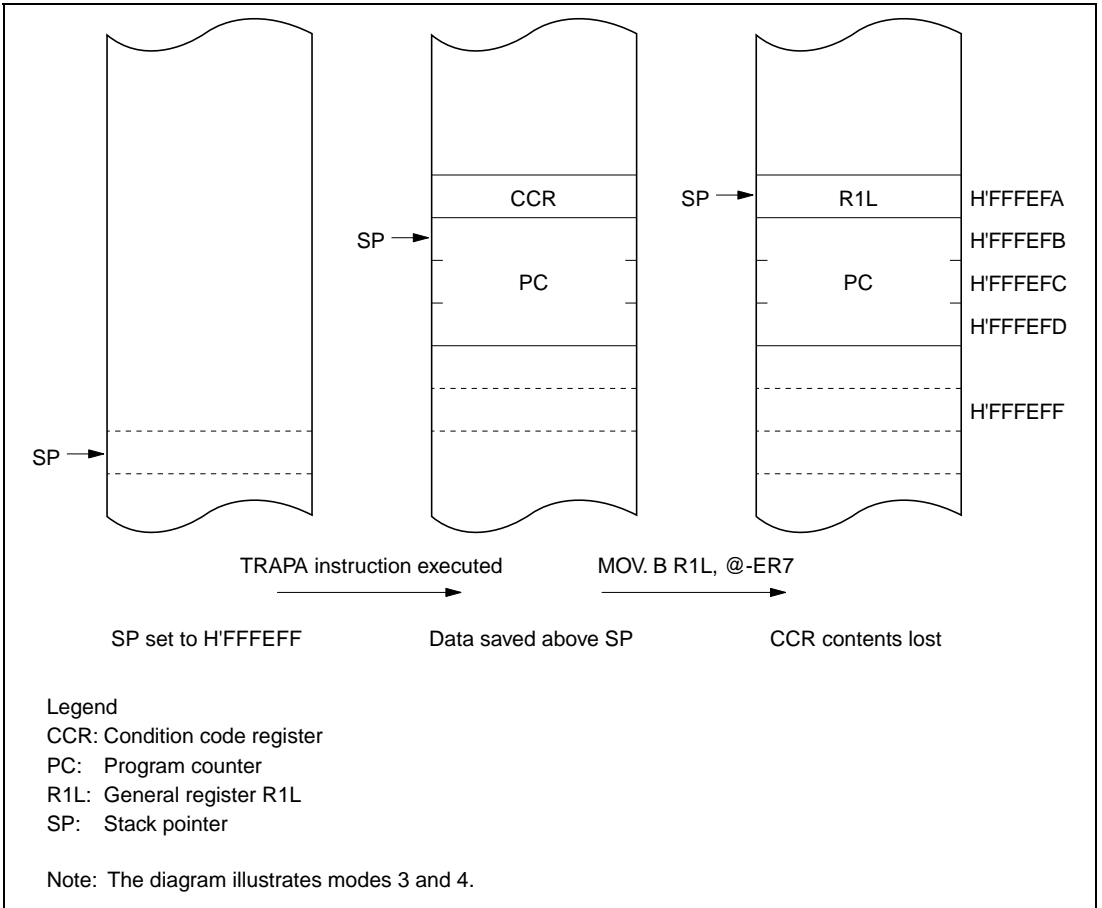 CCR
SP
R1L
H'FFFEFA
SP
H'FFFEFB
PC
PC
H'FFFEFC
H'FFFEFD
H'FFFEFF
SP
TRAPA instruction executed
MOV. B R1L, @-ER7
SP set to H'FFFEFF
Data saved above SP
CCR contents lost
Legend
CCR: Condition code register
PC: Program counter
R1L: General register R1L
SP: Stack pointer
Note: The diagram illustrates modes 3 and 4.